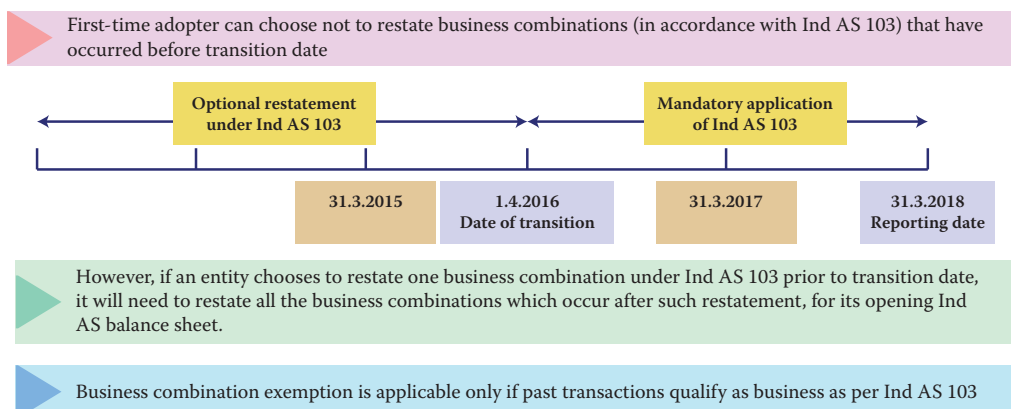 First-time adopter can choose not to restate business combinations (in accordance with Ind AS 103) that have
occurred before transition date
Optional restatement
under Ind AS 103
Mandatory application
of Ind AS 103
31.3.2015
1.4.2016
Date of transition
31.3.2017
31.3.2018
Reporting date
However, if an entity chooses to restate one business combination under Ind AS 103 prior to transition date,
it will need to restate all the business combinations which occur after such restatement, for its opening Ind
AS balance sheet.
Business combination exemption is applicable only if past transactions qualify as business as per Ind AS 103